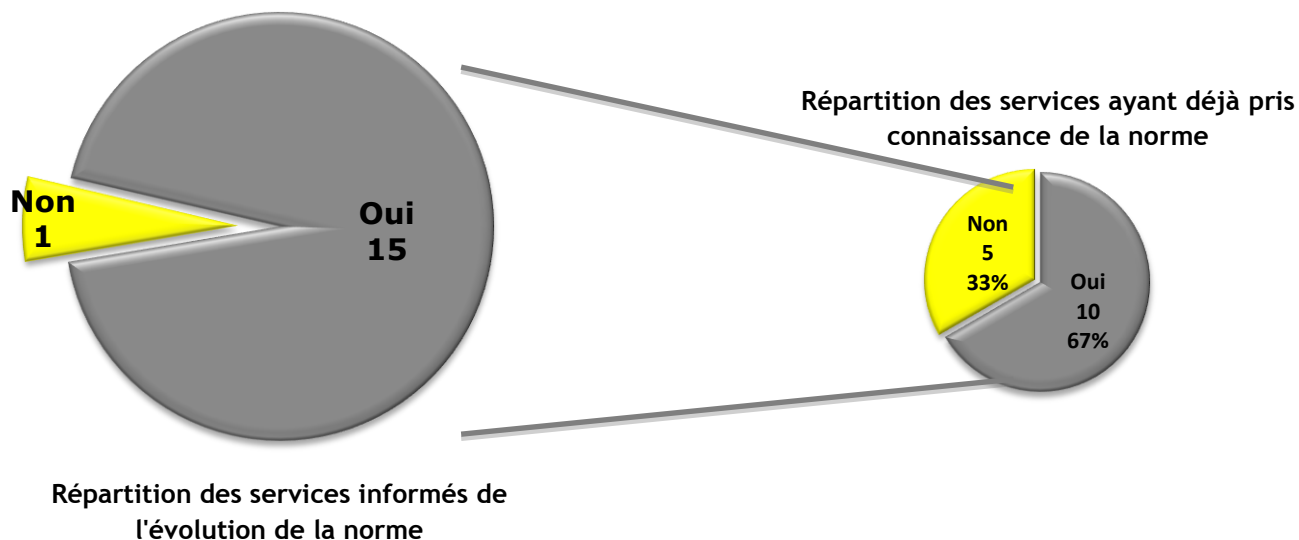 Non
1
Oui
15
Répartition des services informés de
l'évolution de la norme
Répartition des services ayant déjà pris
connaissance de la norme
Non
5
33%
Oui
10
67%